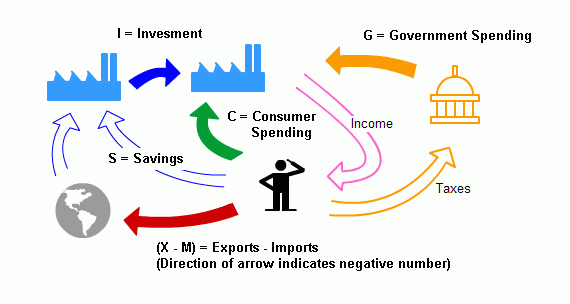 I = Invesment
G = Government Spending
C = Consumer
Spending
Income
S = Savings
Taxes
(X - M) = Exports - Imports
(Direction of arrow indicates negative number)